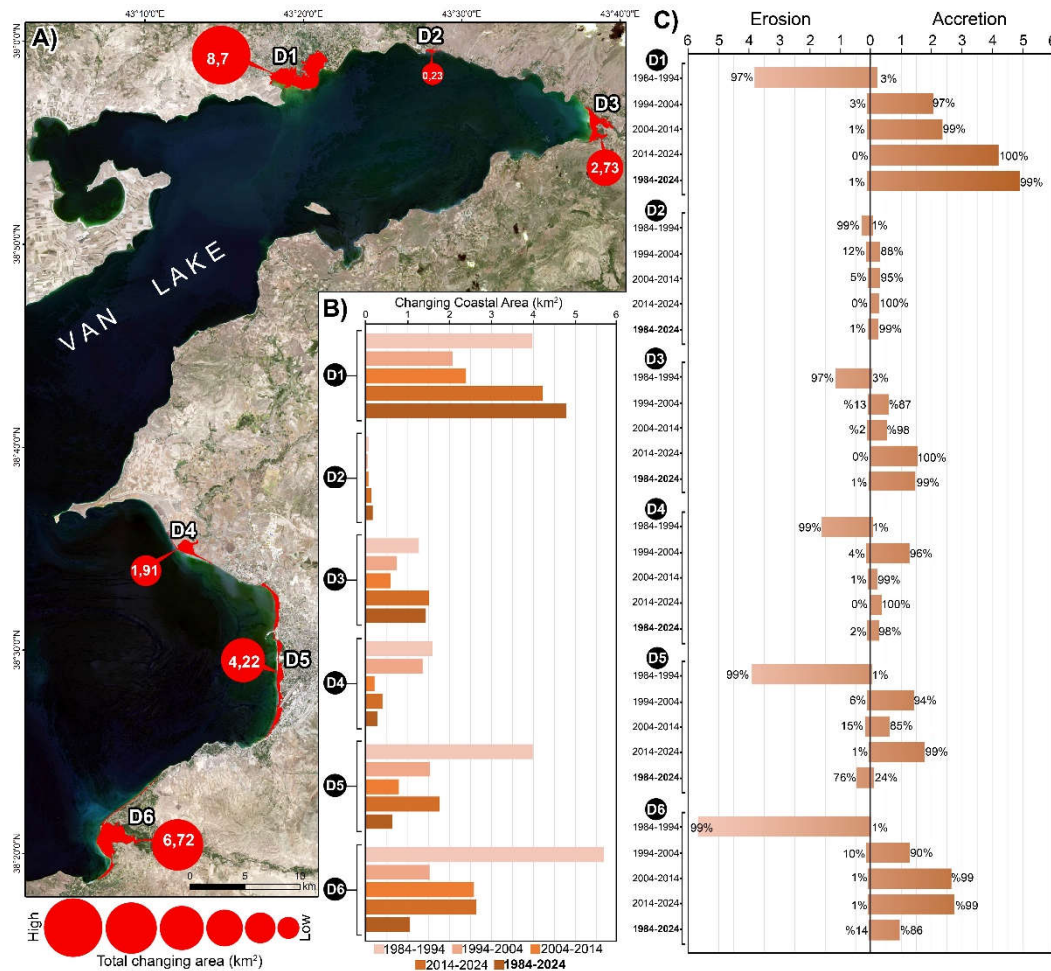 A)
43°10'0"E 43°20'0"E 43°30'0"E 43°40'0"E
38°0'0"N
38°50'0"N
38°40'0"N
38°30'0"N
38°20'0"N
D1
8,7
D2
0,23
D3
2,73
VAN LAKE
D4
1,91
D5
4,22
D6
6,72
0 5 10
km
High
Low
Total changing area (km²)
B)
Changing Coastal Area (km²)
0 1 2 3 4 5 6
D1
D2
D3
D4
D5
D6
1984-1994 1994-2004 2004-2014
2014-2024 1984-2024
C)
Erosion Accretion
6 5 4 3 2 1 0 1 2 3 4 5 6
D1
1984-1994 97% 3%
1994-2004 3% 97%
2004-2014 1% 99%
2014-2024 0% 100%
1984-2024 1% 99%
D2
1984-1994 99% 1%
1994-2004 12% 88%
2004-2014 5% 95%
2014-2024 0% 100%
1984-2024 1% 99%
D3
1984-1994 97% 3%
1994-2004 %13 %87
2004-2014 %2 %98
2014-2024 0% 100%
1984-2024 1% 99%
D4
1984-1994 99% 1%
1994-2004 4% 96%
2004-2014 1% 99%
2014-2024 0% 100%
1984-2024 2% 98%
D5
1984-1994 99% 1%
1994-2004 6% 94%
2004-2014 15% 85%
2014-2024 1% 99%
1984-2024 76% 24%
D6
1984-1994 99% 1%
1994-2004 10% 90%
2004-2014 1% %99
2014-2024 1% %99
1984-2024 %14 %86